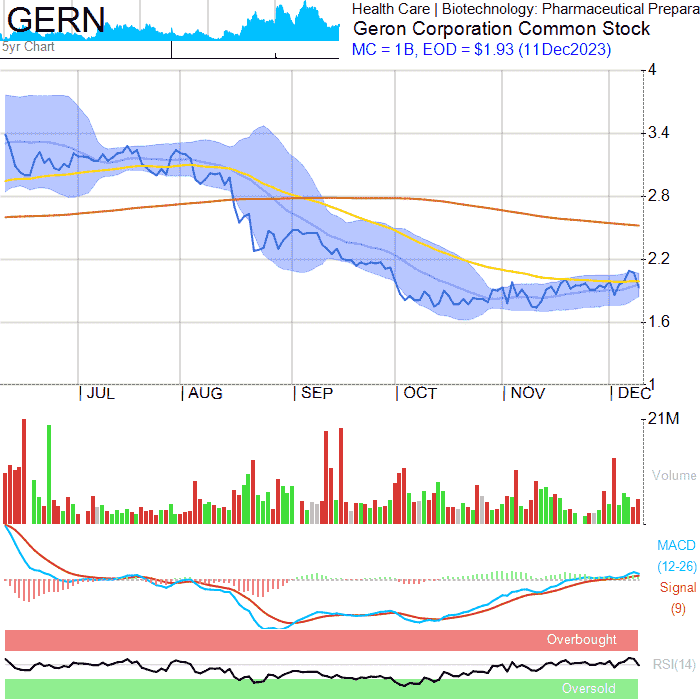 GERN
5yr Chart
Health Care | Biotechnology: Pharmaceutical Prepara
Geron Corporation Common Stock
MC = 1B, EOD = $1.93 (11Dec2023)
4
3.4
2.8
2.2
1.6
1
| JUL | AUG | SEP | OCT | NOV | DEC
21M
Volume
MACD
(12-26)
Signal
(9)
Overbought
RSI(14)
Oversold